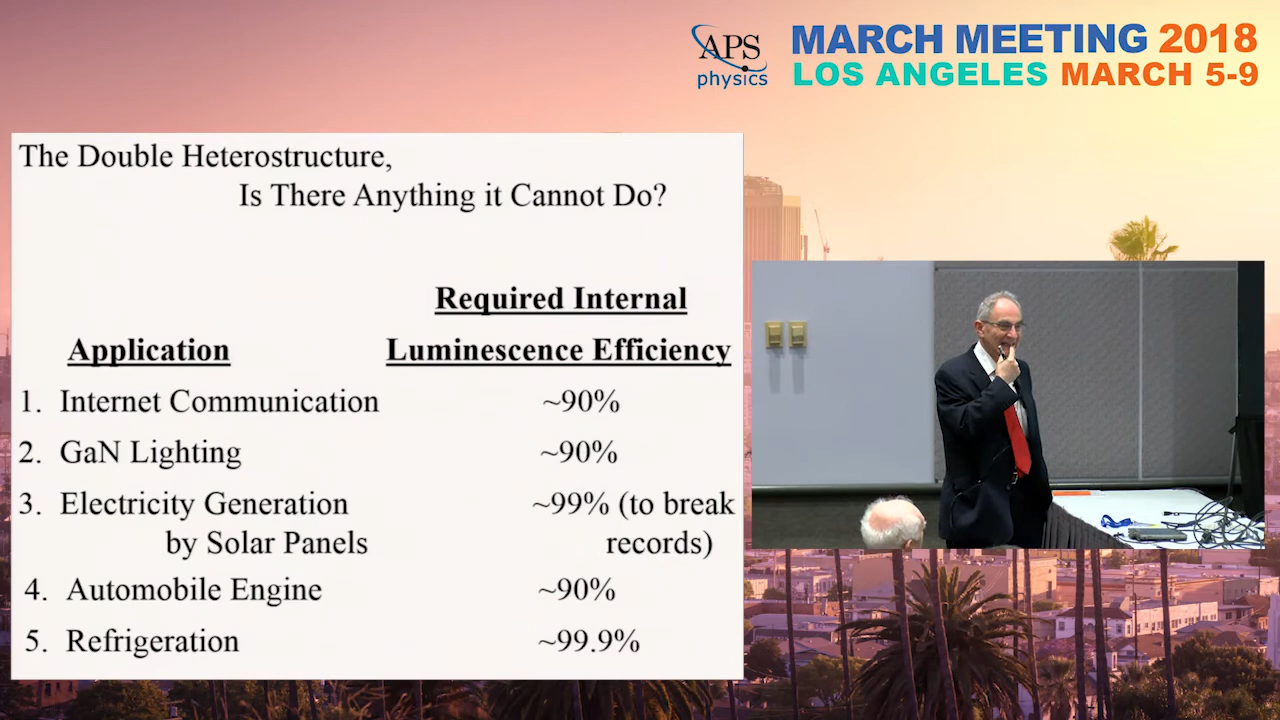 APS
physics
MARCH MEETING 2018
LOS ANGELES MARCH 5-9
The Double Heterostructure,
Is There Anything it Cannot Do?
Required Internal
Application Luminescence Efficiency
1. Internet Communication ~90%
2. GaN Lighting ~90%
3. Electricity Generation ~99% (to break
by Solar Panels records)
4. Automobile Engine ~90%
5. Refrigeration ~99.9%